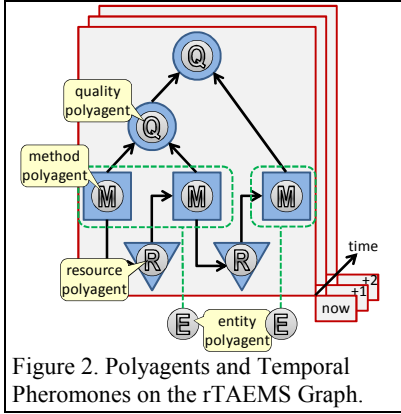 Q
quality
polyagent
Q
method
polyagent
M
M
M
time
resource
polyagent
R
R
+2
+1
now
entity
polyagent
E
E
Figure 2. Polyagents and Temporal
Pheromones on the rTAEMS Graph.